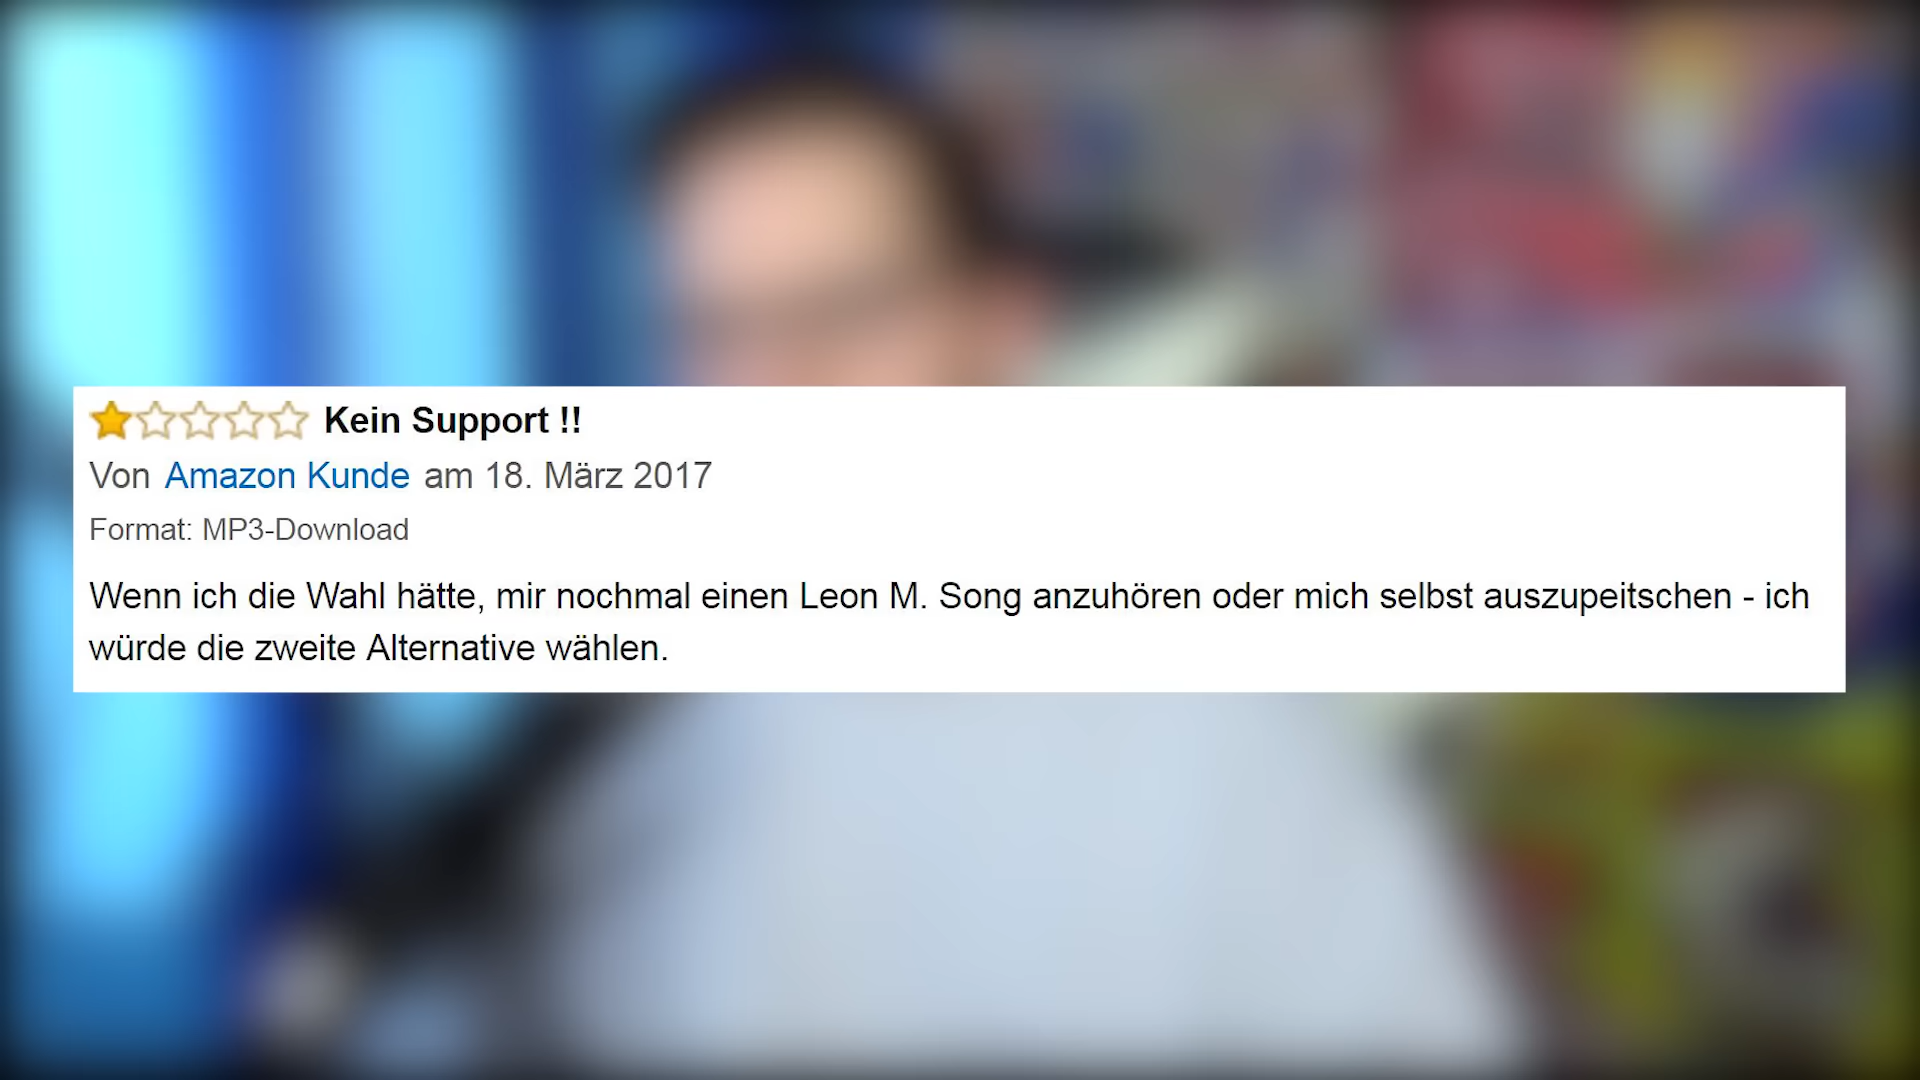 Kein Support !!
Von Amazon Kunde am 18. März 2017
Format: MP3-Download
Wenn ich die Wahl hätte, mir nochmal einen Leon M. Song anzuhören oder mich selbst auszupeitschen - ich
würde die zweite Alternative wählen.